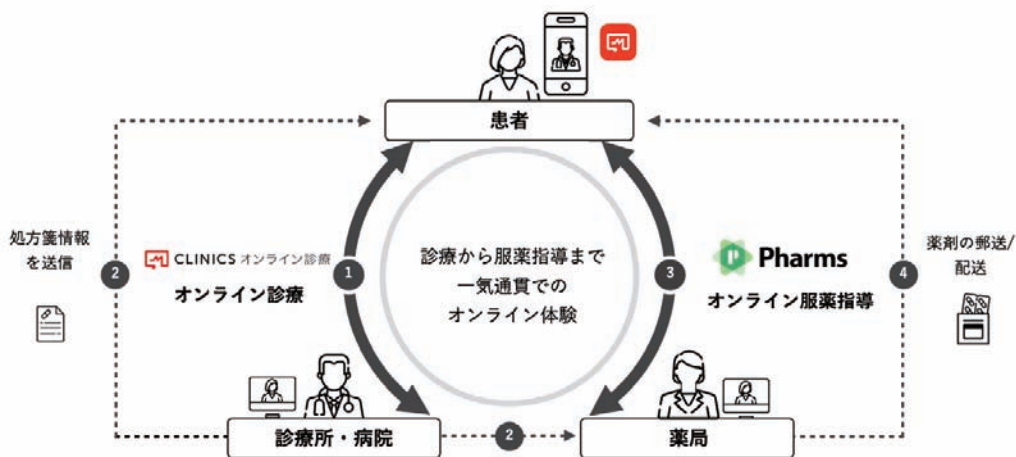 患者
処方箋情報
を送信
2
CLINICS オンライン診療
オンライン診療
1
診療から服薬指導まで
一気通貫での
オンライン体験
3
Pharms
オンライン服薬指導
4
薬剤の郵送/
配送
診療所・病院
2
薬局